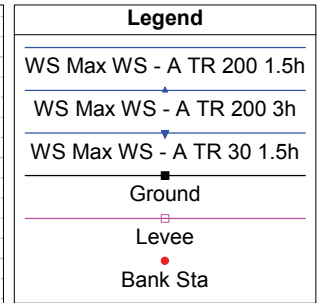 Legend
WS Max WS - A TR 200 1.5h
WS Max WS - A TR 200 3h
WS Max WS - A TR 30 1.5h
Ground
Levee
Bank Sta